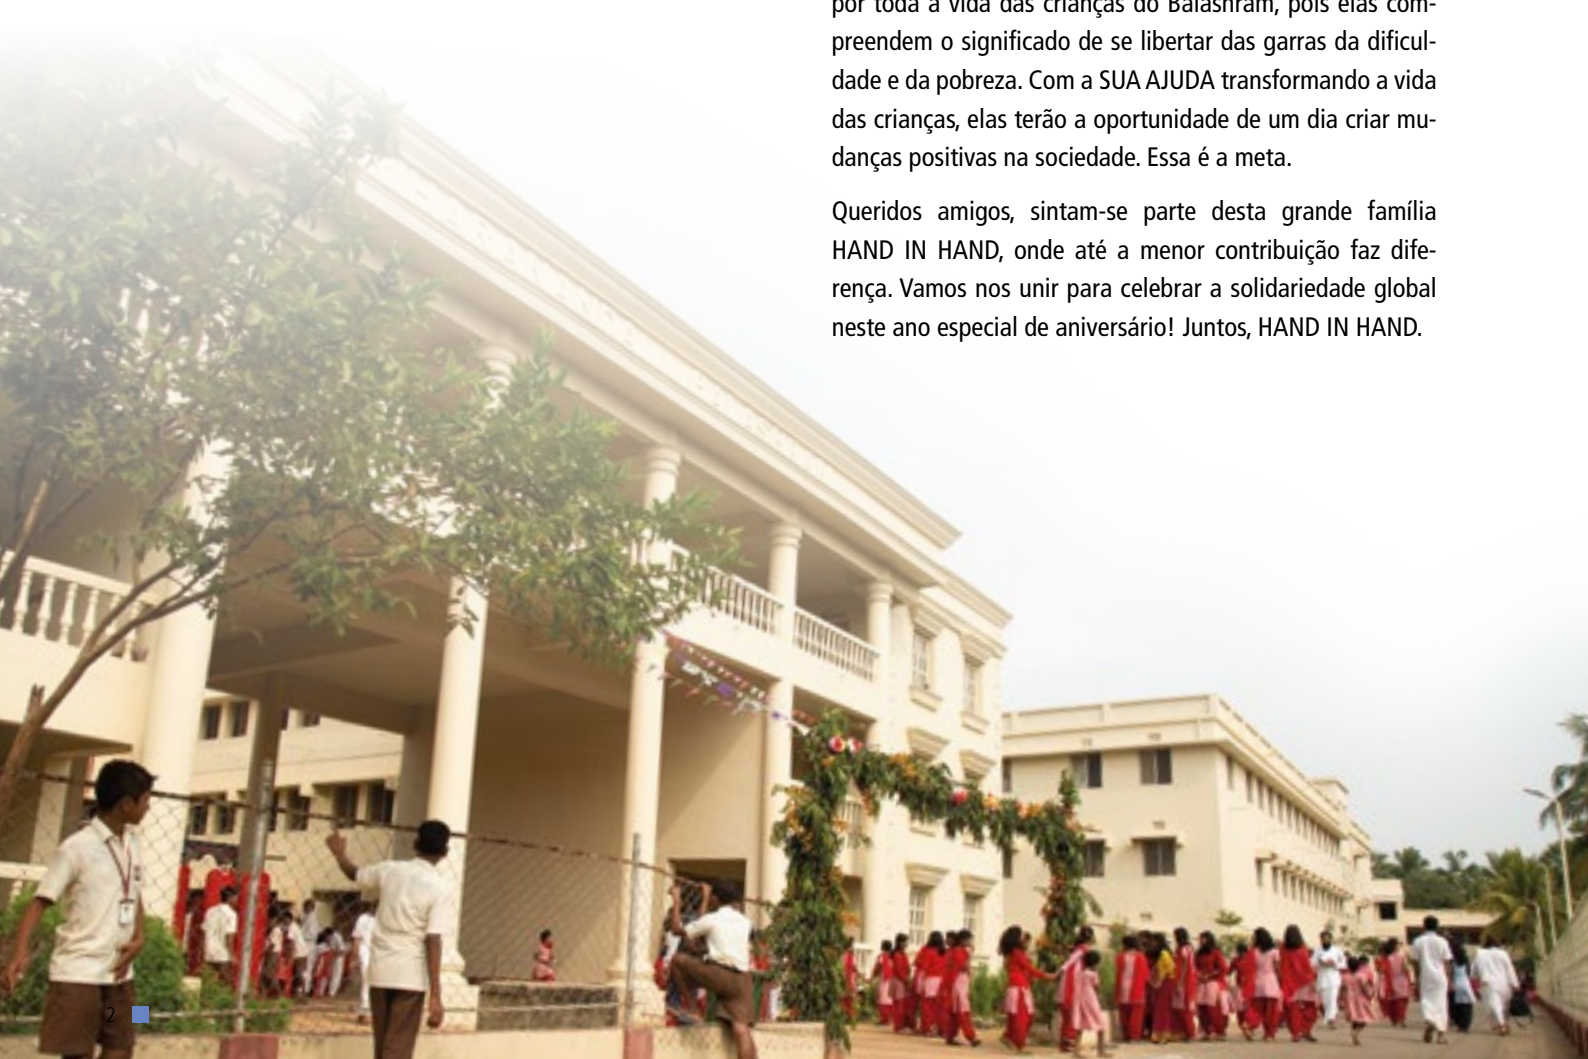 por toda a vida das crianças do Balashram, pois elas com-
preendem o significado de se libertar das garras da dificul-
dade e da pobreza. Com a SUA AJUDA transformando a vida
das crianças, elas terão a oportunidade de um dia criar mu-
danças positivas na sociedade. Essa é a meta.
Queridos amigos, sintam-se parte desta grande família
HAND IN HAND, onde até a menor contribuição faz dife-
rença. Vamos nos unir para celebrar a solidariedade global
neste ano especial de aniversário! Juntos, HAND IN HAND.
2